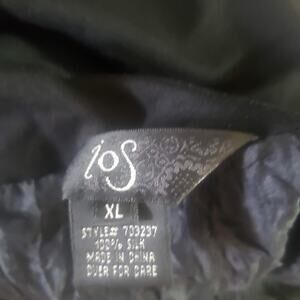 ios
XL
STYLE# 703237
100% SILK
MADE IN CHINA
OVER FOR CARE